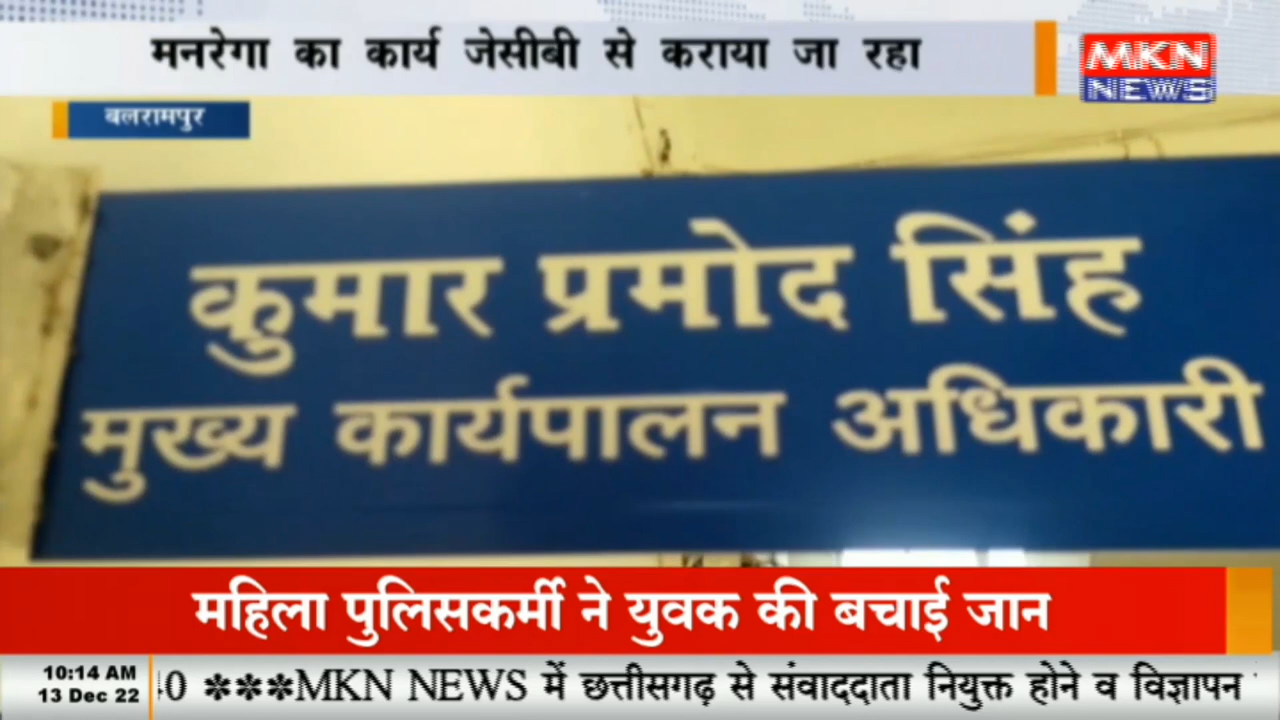 मनरेगा का कार्य जेसीबी से कराया जा रहा
MKN
NEWS
बलरामपुर
कुमार प्रमोद सिंह
मुख्य कार्यपालन अधिकारी
महिला पुलिसकर्मी ने युवक की बचाई जान
10:14 AM
13 Dec 22
0 ***MKN NEWS में छत्तीसगढ़ से संवाददाता नियुक्त होने व विज्ञापन